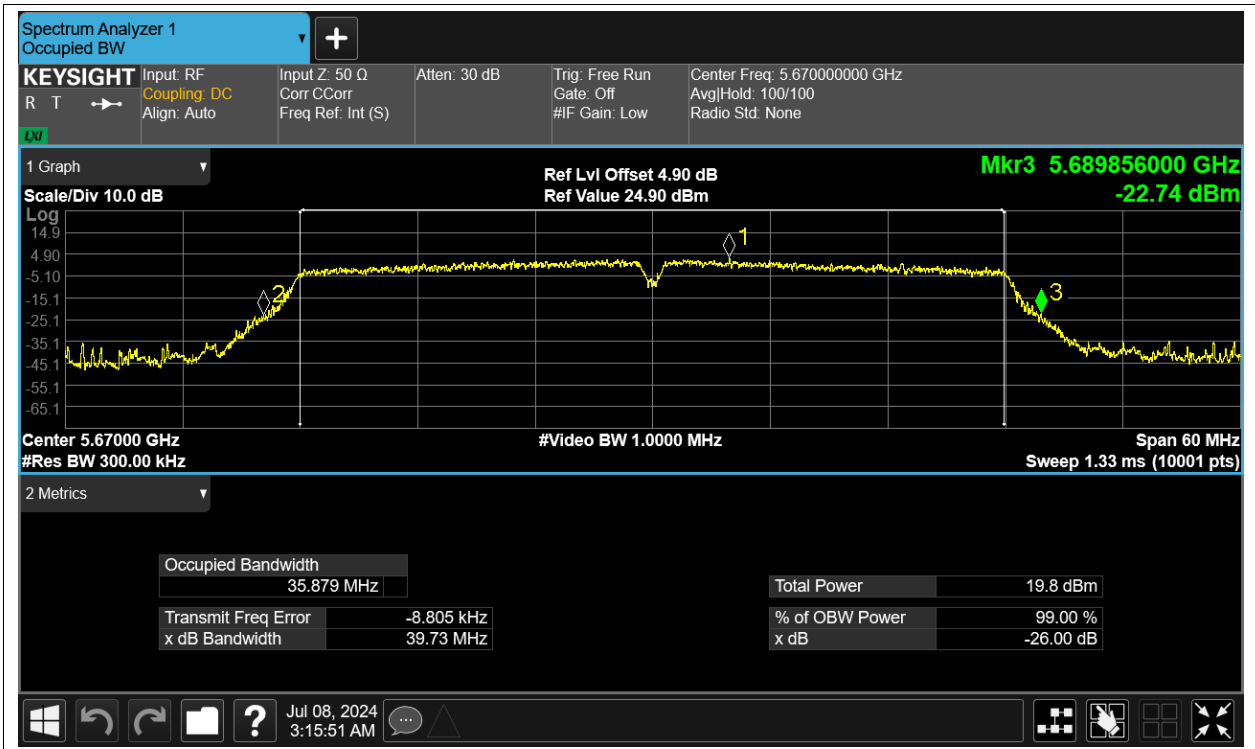 Spectrum Analyzer 1
Occupied BW
KEYSIGHT
R T
LXI
Input: RF
Coupling: DC
Align: Auto
Input Z: 50 Ω
Corr CCorr
Freq Ref: Int (S)
Atten: 30 dB
Trig: Free Run
Gate: Off
#IF Gain: Low
Center Freq: 5.670000000 GHz
Avg|Hold: 100/100
Radio Std: None
1 Graph
Scale/Div 10.0 dB
Ref Lvl Offset 4.90 dB
Ref Value 24.90 dBm
Mkr3 5.689856000 GHz
-22.74 dBm
Log
14.9
4.90
-5.10
-15.1
-25.1
-35.1
-45.1
-55.1
-65.1
1
2
3
Center 5.67000 GHz
#Video BW 1.0000 MHz
Span 60 MHz
#Res BW 300.00 kHz
Sweep 1.33 ms (10001 pts)
2 Metrics
Occupied Bandwidth
35.879 MHz
Transmit Freq Error -8.805 kHz
x dB Bandwidth 39.73 MHz
Total Power 19.8 dBm
% of OBW Power 99.00 %
x dB -26.00 dB
?
Jul 08, 2024
3:15:51 AM